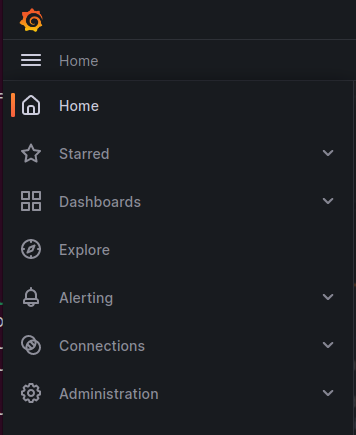 Home
Home
Starred
Dashboards
Explore
Alerting
Connections
Administration